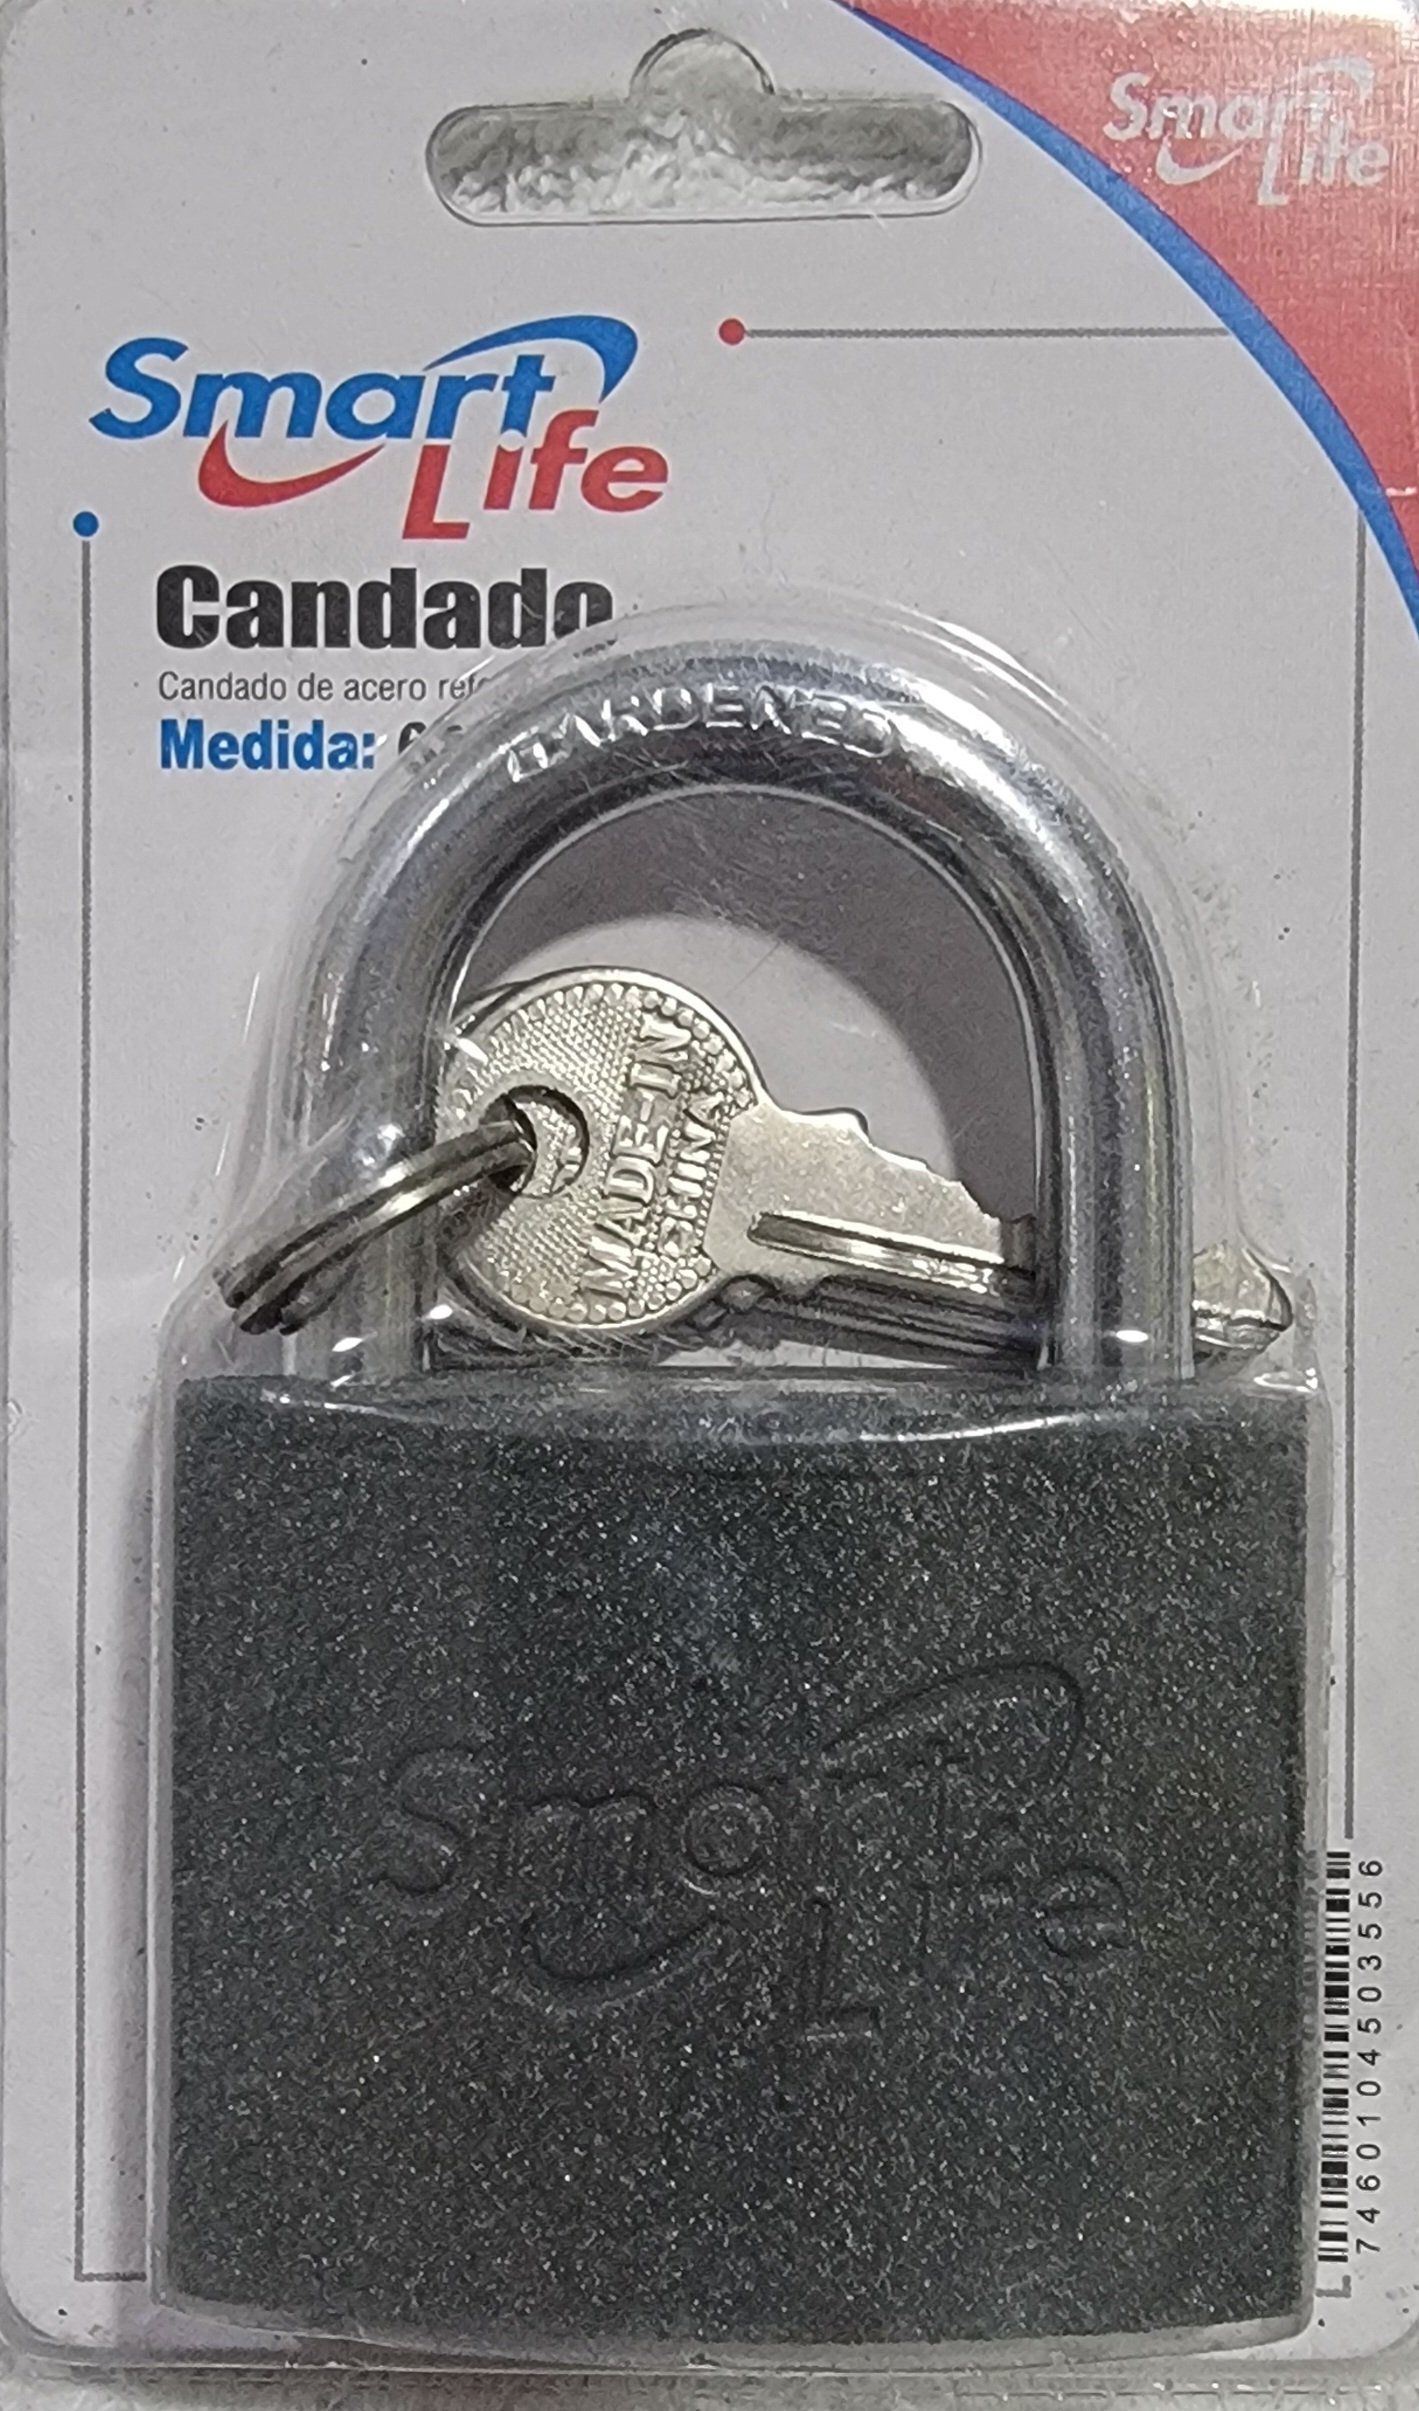 Smart
Life
Smart
Life
Candado
Candado de acero
Medida:
HARDENED
MADE-IN
CHINA
Smart
Life
7460104503556